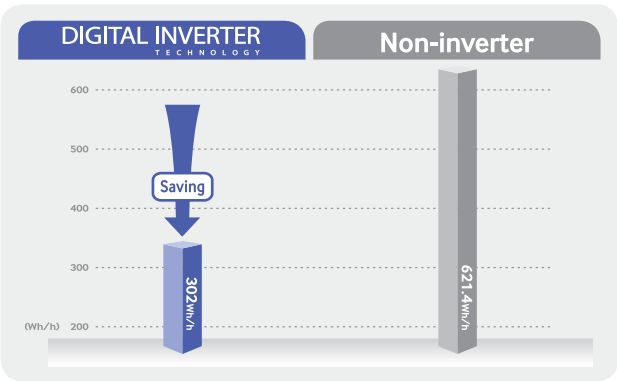 DIGITAL INVERTER
TECHNOLOGY
Non-inverter
600
500
Saving
400
300
302Wh/h
621.4Wh/h
(Wh/h) 200